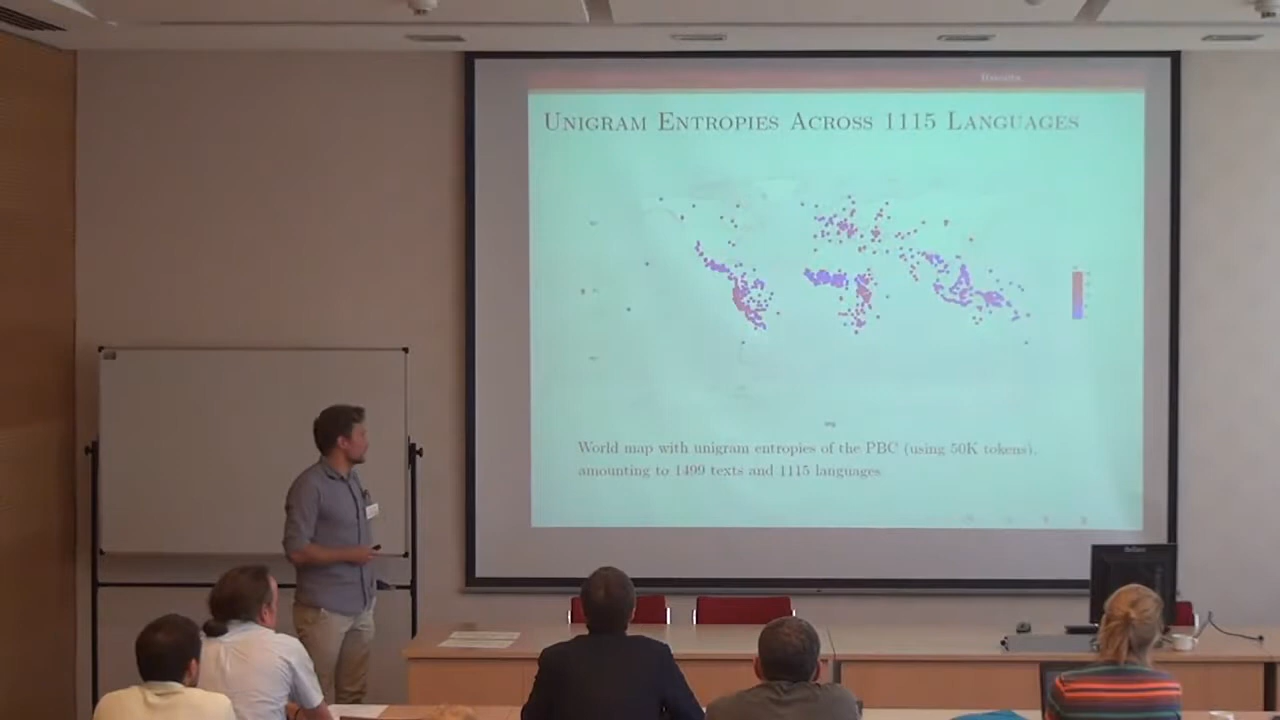 Results
UNIGRAM ENTROPIES ACROSS 1115 LANGUAGES
World map with unigram entropies of the PBC (using 50K tokens),
amounting to 1499 texts and 1115 languages